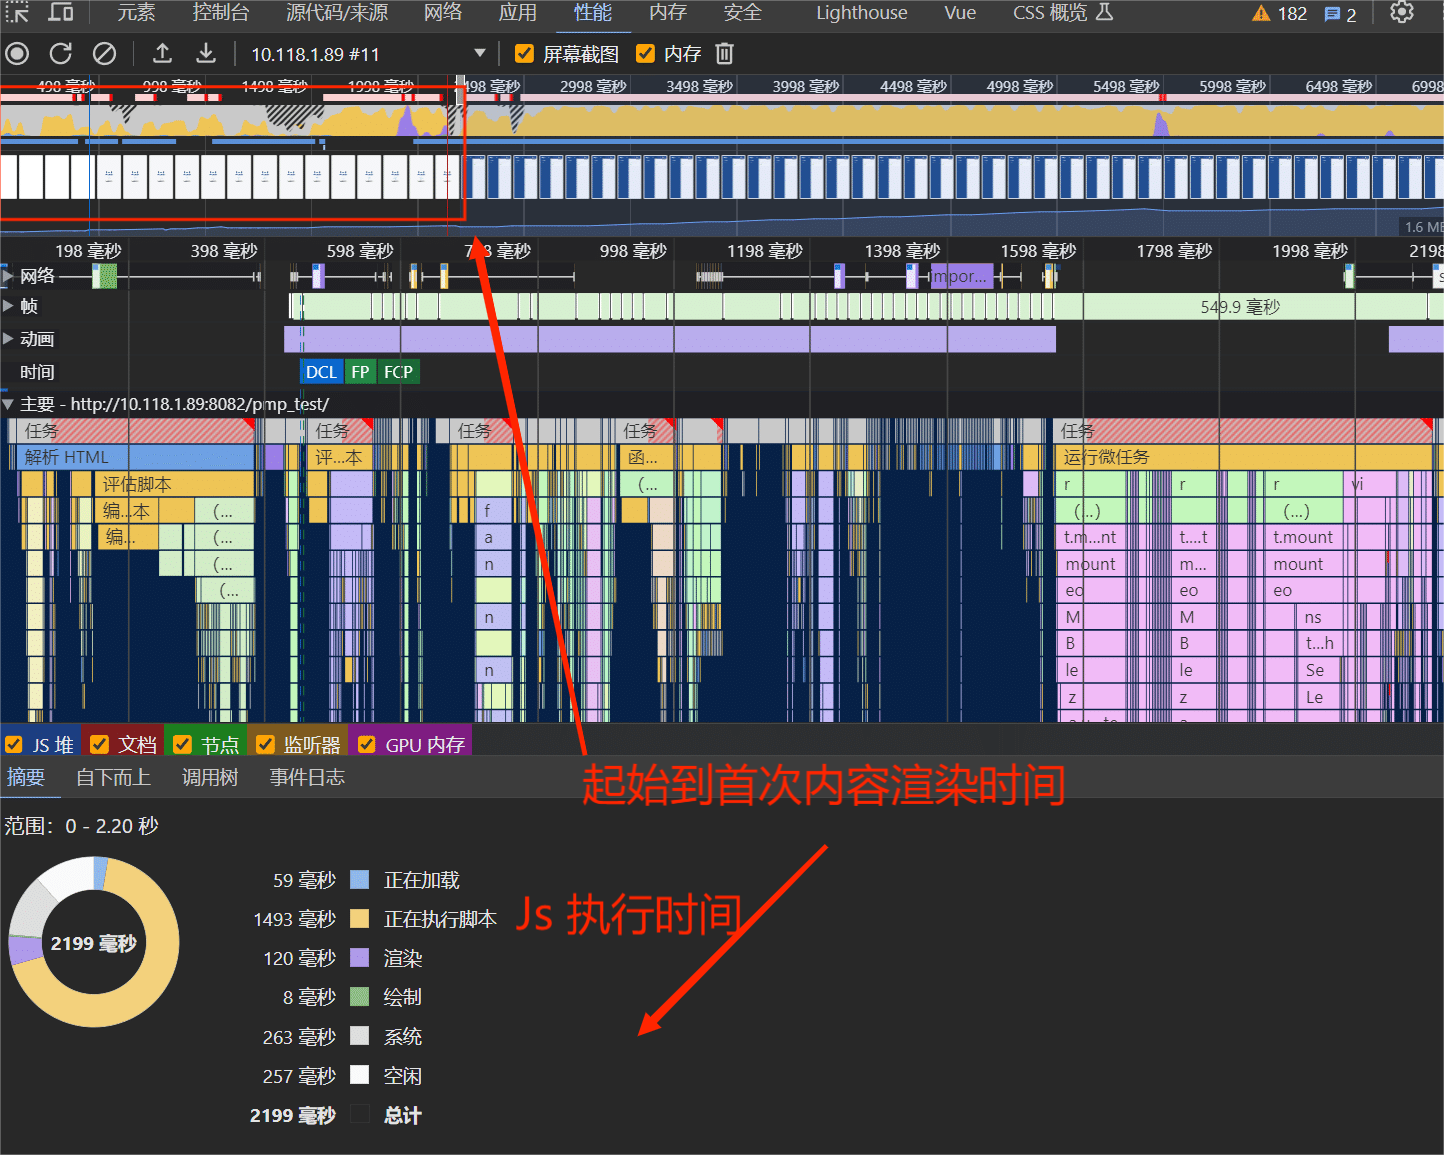 元素 控制台 源代码/来源 网络 应用 性能 内存 安全 Lighthouse Vue CSS 概览 182 2
10.118.1.89 #11 屏幕截图 内存
498 毫秒 998 毫秒 1498 毫秒 1998 毫秒 2498 毫秒 2998 毫秒 3498 毫秒 3998 毫秒 4498 毫秒 4998 毫秒 5498 毫秒 5998 毫秒 6498 毫秒 6998
1.6 MB
198 毫秒 398 毫秒 598 毫秒 798 毫秒 998 毫秒 1198 毫秒 1398 毫秒 1598 毫秒 1798 毫秒 1998 毫秒 2198
网络 impor...
帧 549.9 毫秒
动画
时间 DCL FP FCP
主要 - http://10.118.1.89:8082/pmp_test/
任务 任务 任务 任务 任务
解析 HTML 评...本 函... 运行微任务
评估脚本 (... r r r vi
编...本 (... f (...) (...)
编... (... a t.m...nt t....t t.mount
(... n mount m... mount
(... eo eo eo
n M M ns
B B t...h
n le le Se
z z Le
JS 堆 文档 节点 监听器 GPU 内存
摘要 自下而上 调用树 事件日志
起始到首次内容渲染时间
范围：0 - 2.20 秒
2199 毫秒
59 毫秒 正在加载
1493 毫秒 正在执行脚本
Js 执行时间
120 毫秒 渲染
8 毫秒 绘制
263 毫秒 系统
257 毫秒 空闲
2199 毫秒 总计